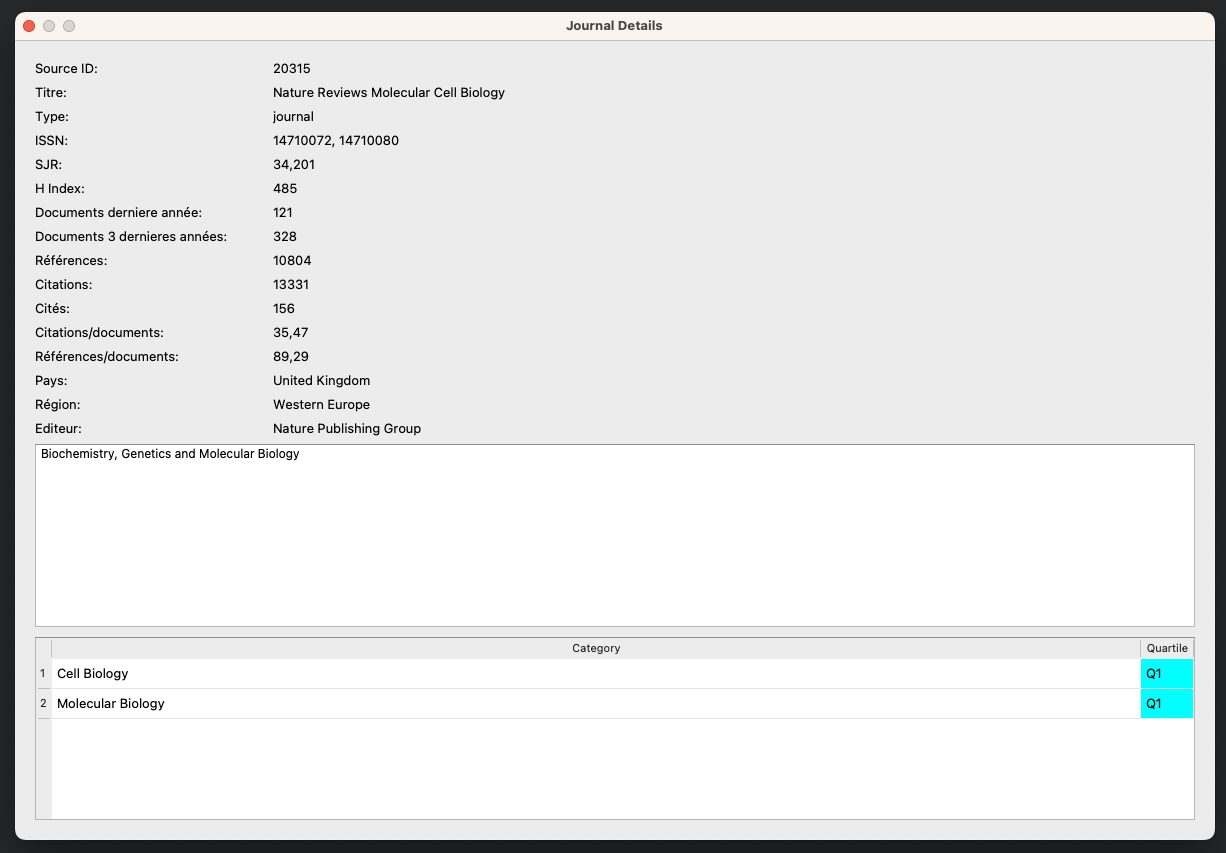 Journal Details
Source ID: 20315
Titre: Nature Reviews Molecular Cell Biology
Type: journal
ISSN: 14710072, 14710080
SJR: 34,201
H Index: 485
Documents derniere année: 121
Documents 3 dernieres années: 328
Références: 10804
Citations: 13331
Cités: 156
Citations/documents: 35,47
Références/documents: 89,29
Pays: United Kingdom
Région: Western Europe
Editeur: Nature Publishing Group
Biochemistry, Genetics and Molecular Biology
Category Quartile
1 Cell Biology Q1
2 Molecular Biology Q1